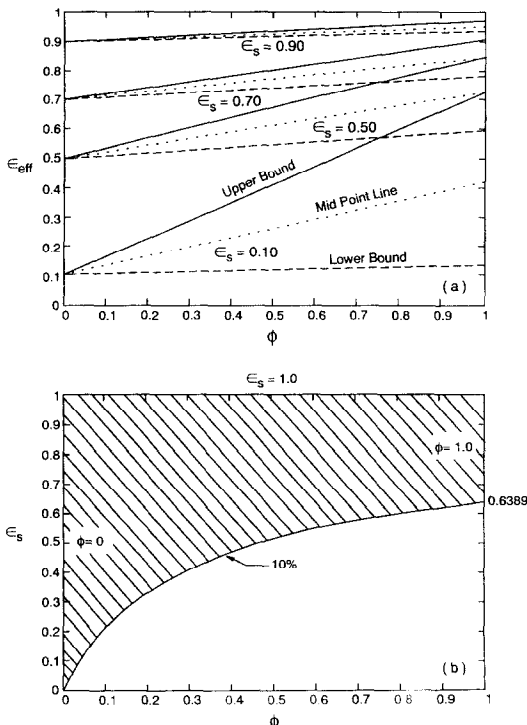 1
0.9
0.8
0.7
0.6
0.5
0.4
0.3
0.2
0.1
0
∈eff
∈s = 0.90
∈s = 0.70
∈s = 0.50
Upper Bound
Mid Point Line
∈s = 0.10
Lower Bound
( a )
0 0.1 0.2 0.3 0.4 0.5 0.6 0.7 0.8 0.9 1
ϕ
∈s = 1.0
1
0.9
0.8
0.7
0.6
0.5
0.4
0.3
0.2
0.1
0
∈s
ϕ= 1.0
0.6389
ϕ= 0
10%
( b )
0 0.1 0.2 0.3 0.4 0.5 0.6 0.7 0.8 0.9 1
ϕ